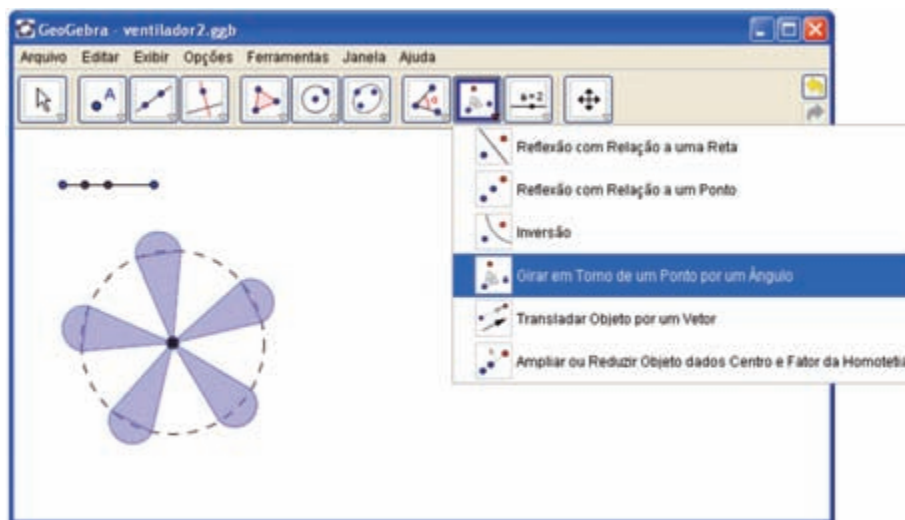 GeoGebra - ventilador2.ggb
Arquivo Editar Exibir Opções Ferramentas Janela Ajuda
A
α
a=2
Reflexão com Relação a uma Reta
Reflexão com Relação a um Ponto
Inversão
Girar em Torno de um Ponto por um Ângulo
Transladar Objeto por um Vetor
Ampliar ou Reduzir Objeto dados Centro e Fator da Homotetia